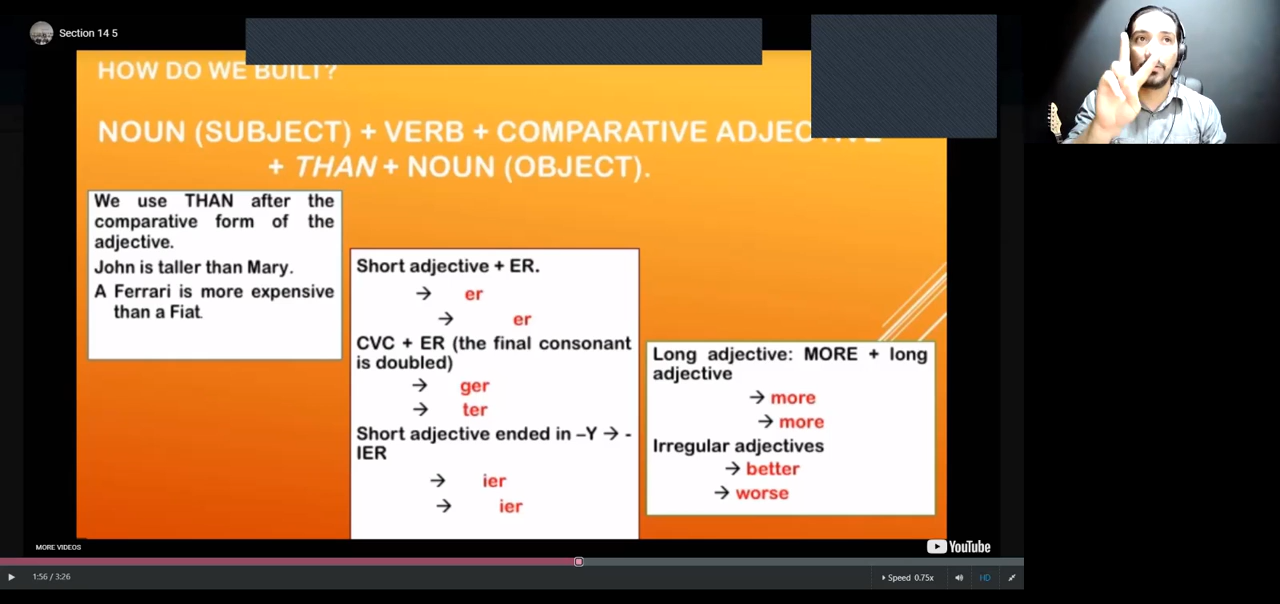 Section 14 5
HOW DO WE BUILT?
NOUN (SUBJECT) + VERB + COMPARATIVE ADJECTIVE
+ THAN + NOUN (OBJECT).
We use THAN after the
comparative form of the
adjective.
John is taller than Mary.
A Ferrari is more expensive
than a Fiat.
Short adjective + ER.
→ er
→ er
CVC + ER (the final consonant
is doubled)
→ ger
→ ter
Short adjective ended in –Y → -
IER
→ ier
→ ier
Long adjective: MORE + long
adjective
→ more
→ more
Irregular adjectives
→ better
→ worse
MORE VIDEOS
YouTube
1:56 / 3:26
Speed 0.75x
HD